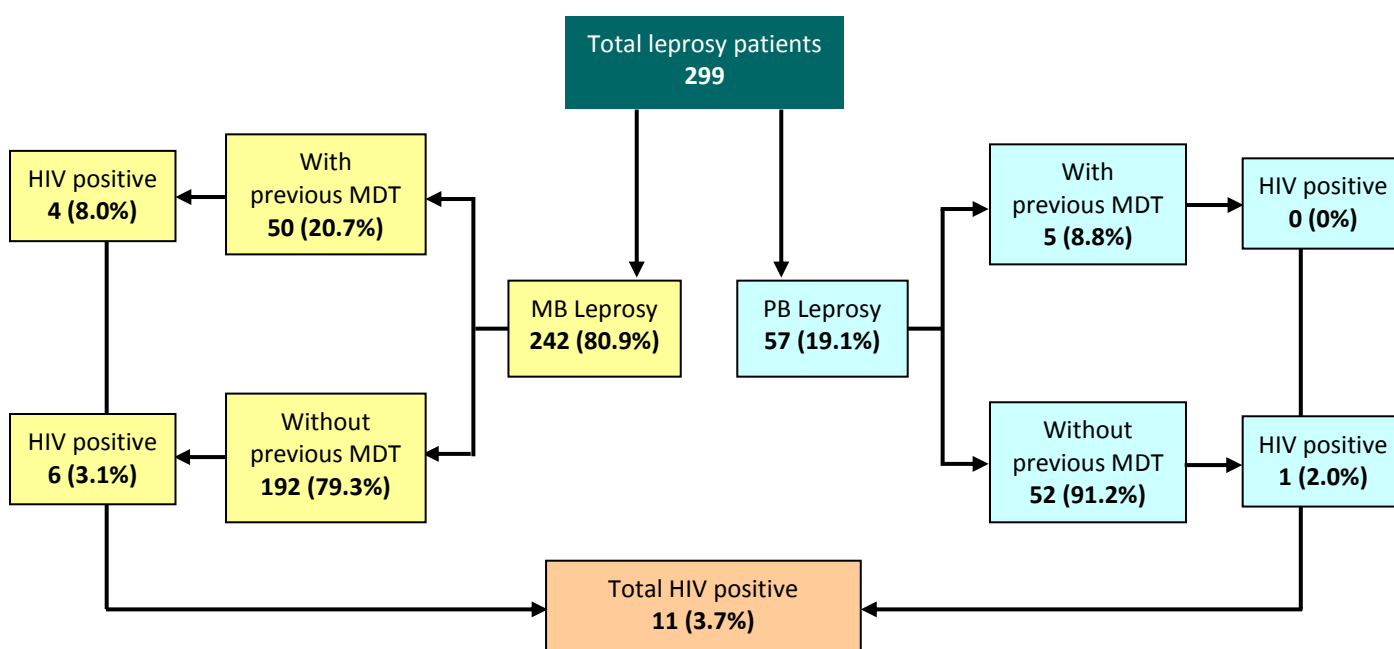 Total leprosy patients
299
HIV positive
4 (8.0%)
With
previous MDT
50 (20.7%)
With
previous MDT
5 (8.8%)
HIV positive
0 (0%)
MB Leprosy
242 (80.9%)
PB Leprosy
57 (19.1%)
HIV positive
6 (3.1%)
Without
previous MDT
192 (79.3%)
Without
previous MDT
52 (91.2%)
HIV positive
1 (2.0%)
Total HIV positive
11 (3.7%)